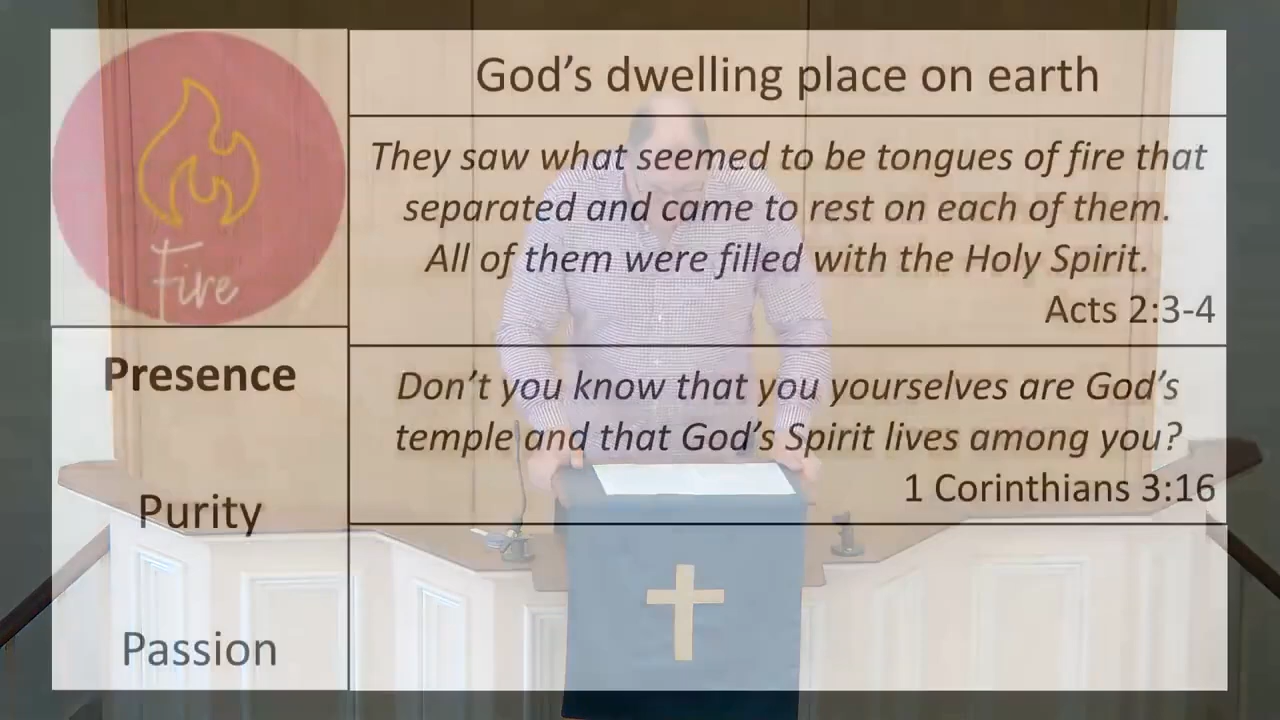 Fire
Presence
Purity
Passion
God's dwelling place on earth
They saw what seemed to be tongues of fire that
separated and came to rest on each of them.
All of them were filled with the Holy Spirit.
Acts 2:3-4
Don't you know that you yourselves are God's
temple and that God's Spirit lives among you?
1 Corinthians 3:16